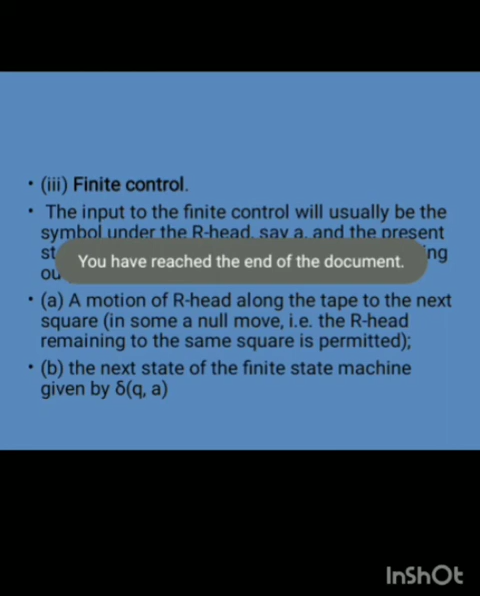 • (iii) Finite control.
• The input to the finite control will usually be the
symbol under the R-head, say a, and the present
st
ng
ou
You have reached the end of the document.
• (a) A motion of R-head along the tape to the next
square (in some a null move, i.e. the R-head
remaining to the same square is permitted);
• (b) the next state of the finite state machine
given by δ(q, a)
InShOt